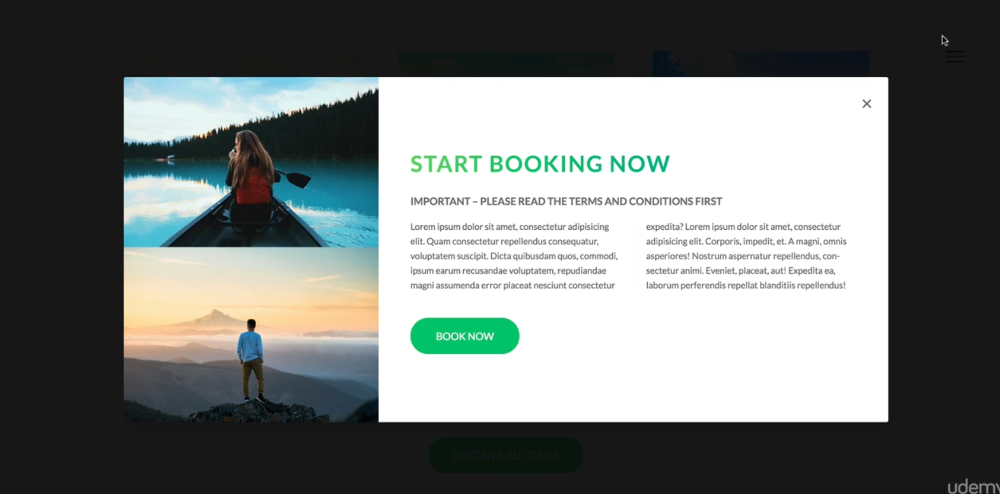 START BOOKING NOW
IMPORTANT – PLEASE READ THE TERMS AND CONDITIONS FIRST
Lorem ipsum dolor sit amet, consectetur adipisicing
elit. Quam consectetur repellendus consequatur,
voluptatem suscipit. Dicta quibusdam quos, commodi,
ipsum earum recusandae voluptatem, repudiandae
magni assumenda error placeat nesciunt consectetur
expedita? Lorem ipsum dolor sit amet, consectetur
adipisicing elit. Corporis, impedit, et. A magni, omnis
asperiores! Nostrum aspernatur repellendus, con-
sectetur animi. Eveniet, placeat, aut! Expedita ea,
laborum perferendis repellat blanditiis repellendus!
BOOK NOW
DISCOVER ALL TOURS
udemy